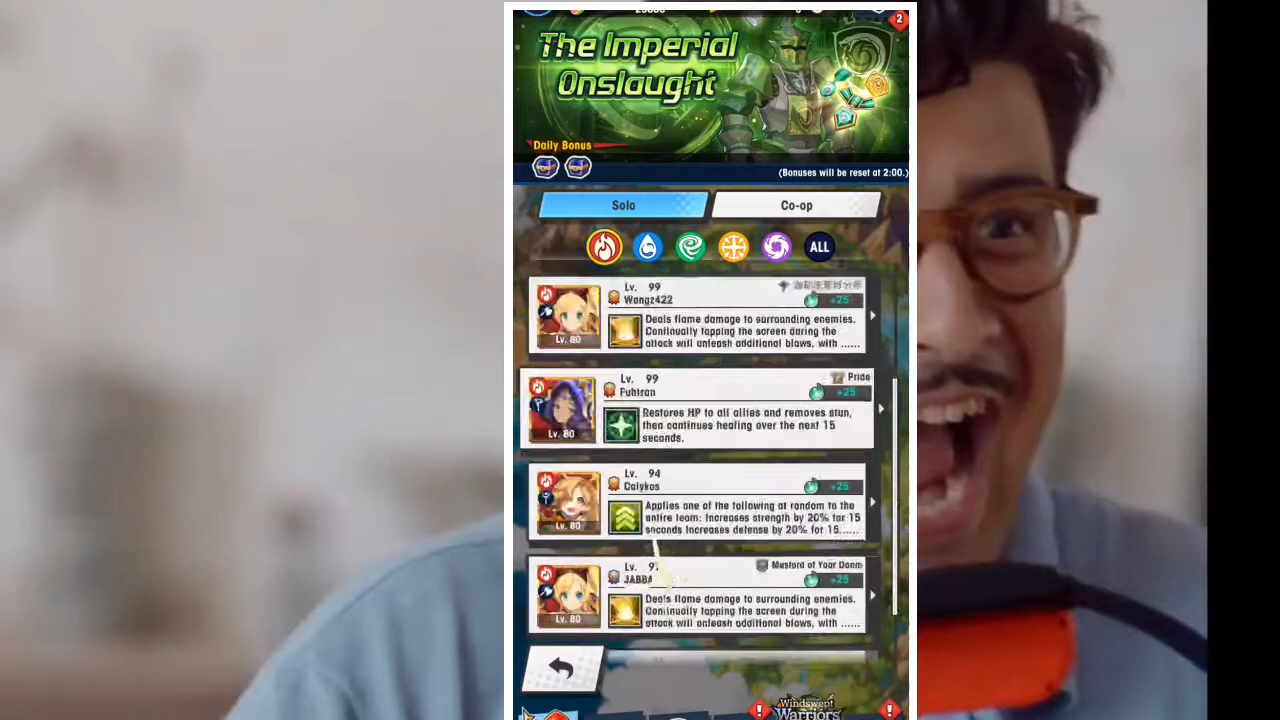 2
The Imperial
Onslaught
Daily Bonus
(Bonuses will be reset at 2:00.)
Solo
Co-op
ALL
Lv. 99
Wangz422
+25
Lv. 80
Deals flame damage to surrounding enemies.
Continually tapping the screen during the
attack will unleash additional blows, with ......
Lv. 99
Pride
Fuhiran
+25
Lv. 80
Restores HP to all allies and removes stun,
then continues healing over the next 15
seconds.
Lv. 94
Calykos
+25
Lv. 80
Applies one of the following at random to the
entire team: Increases strength by 20% for 15
seconds Increases defense by 20% for 15......
Lv.
Mustard of Your Doom
JABBA
+25
Lv. 80
Deals flame damage to surrounding enemies.
Continually tapping the screen during the
attack will unleash additional blows, with ......
Windswept
Warriors